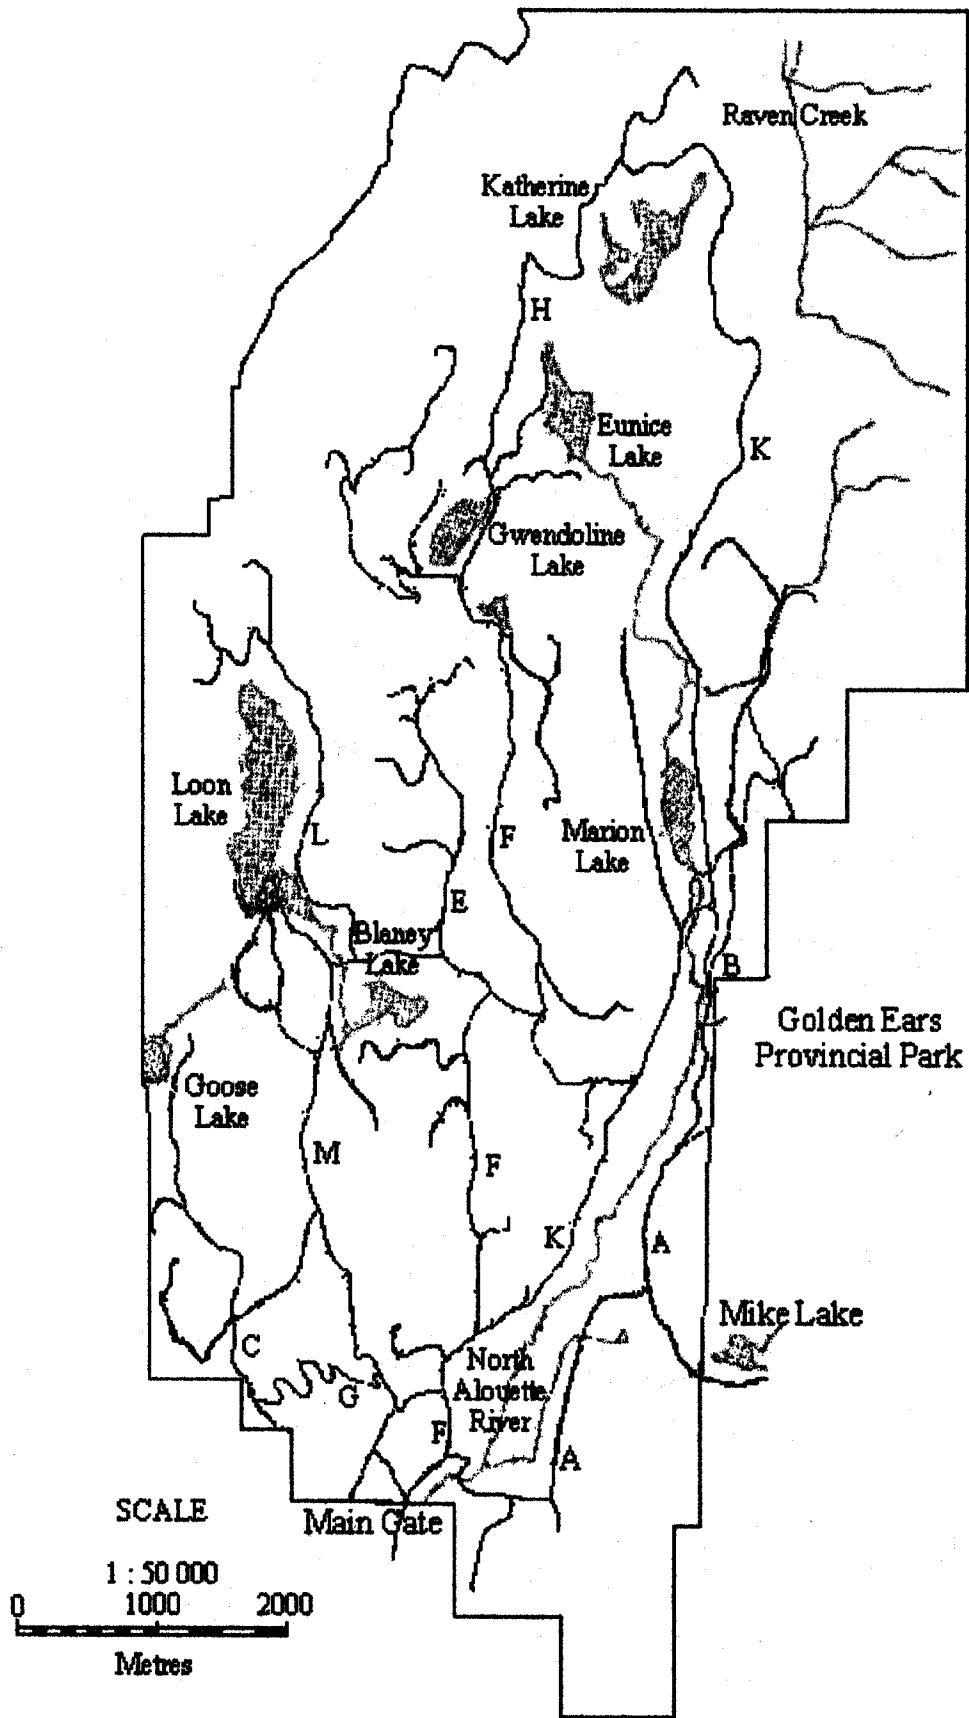 Raven Creek
Katherine
Lake
H
Eunice
Lake
K
Gwendoline
Lake
Loon
Lake
L
F
Marion
Lake
E
Blaney
Lake
B
Golden Ears
Provincial Park
Goose
Lake
M
F
K
A
Mike Lake
C
G
North
Alouette
River
F
A
SCALE
Main Gate
1 : 50 000
0 1000 2000
Metres